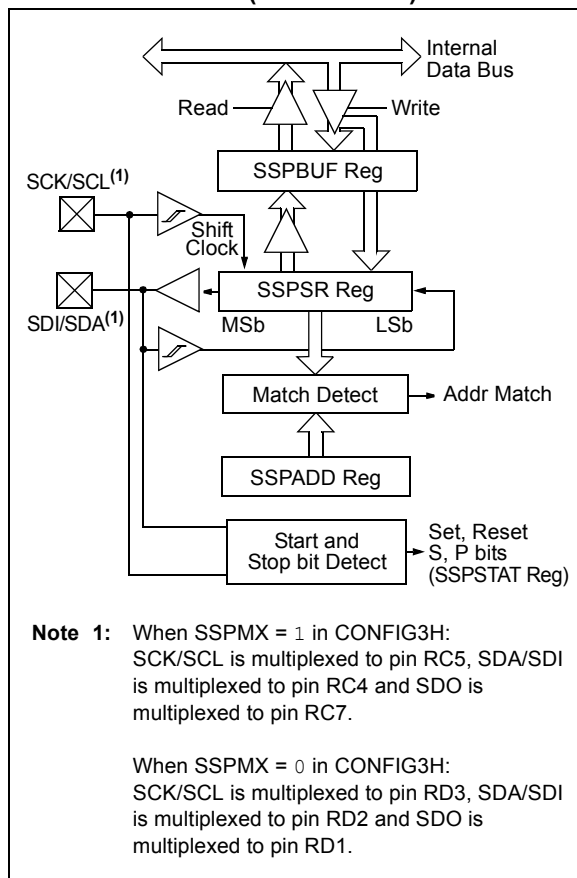 Internal
Data Bus
Read
Write
SSPBUF Reg
SCK/SCL(1)
Shift
Clock
SSPSR Reg
SDI/SDA(1)
MSb
LSb
Match Detect
Addr Match
SSPADD Reg
Start and
Stop bit Detect
Set, Reset
S, P bits
(SSPSTAT Reg)
Note 1: When SSPMX = 1 in CONFIG3H:
SCK/SCL is multiplexed to pin RC5, SDA/SDI
is multiplexed to pin RC4 and SDO is
multiplexed to pin RC7.
When SSPMX = 0 in CONFIG3H:
SCK/SCL is multiplexed to pin RD3, SDA/SDI
is multiplexed to pin RD2 and SDO is
multiplexed to pin RD1.